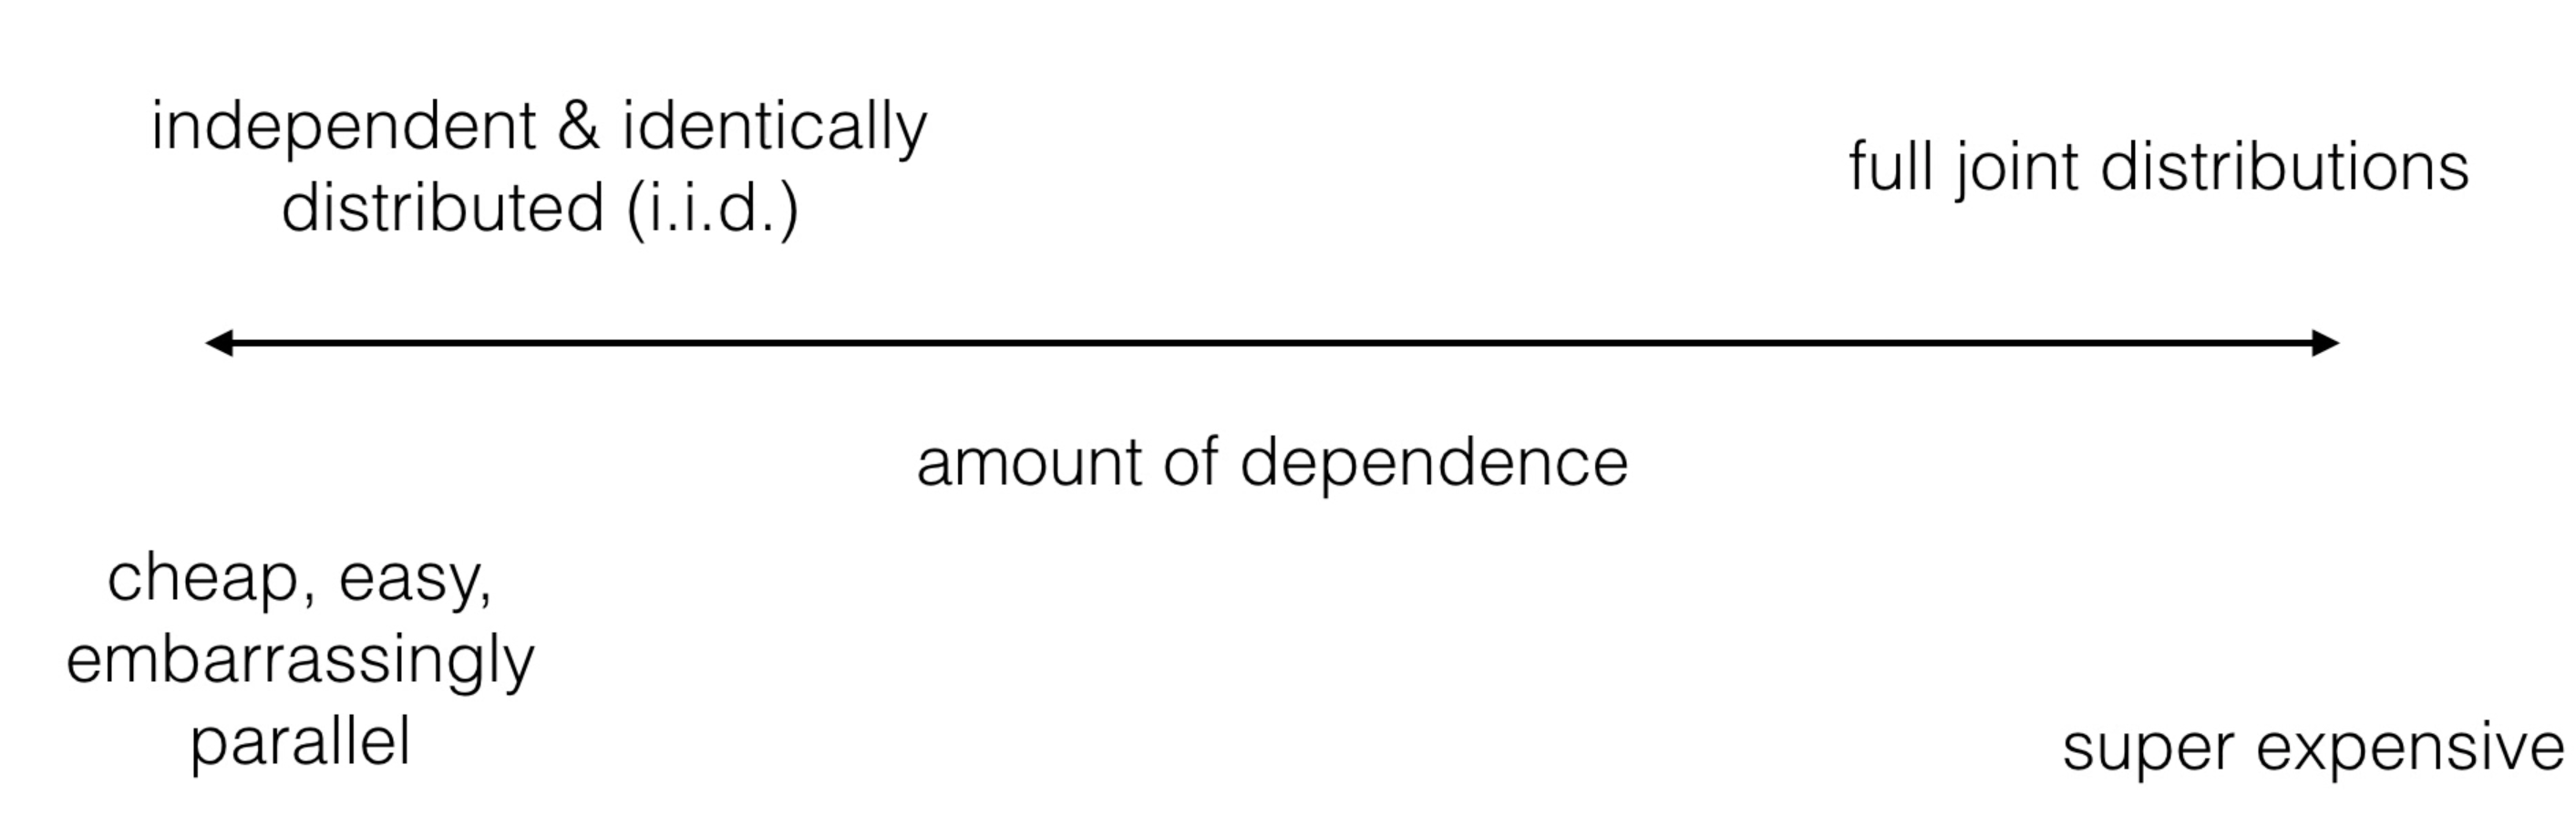 independent & identically
distributed (i.i.d.)
full joint distributions
amount of dependence
cheap, easy,
embarrassingly
parallel
super expensive